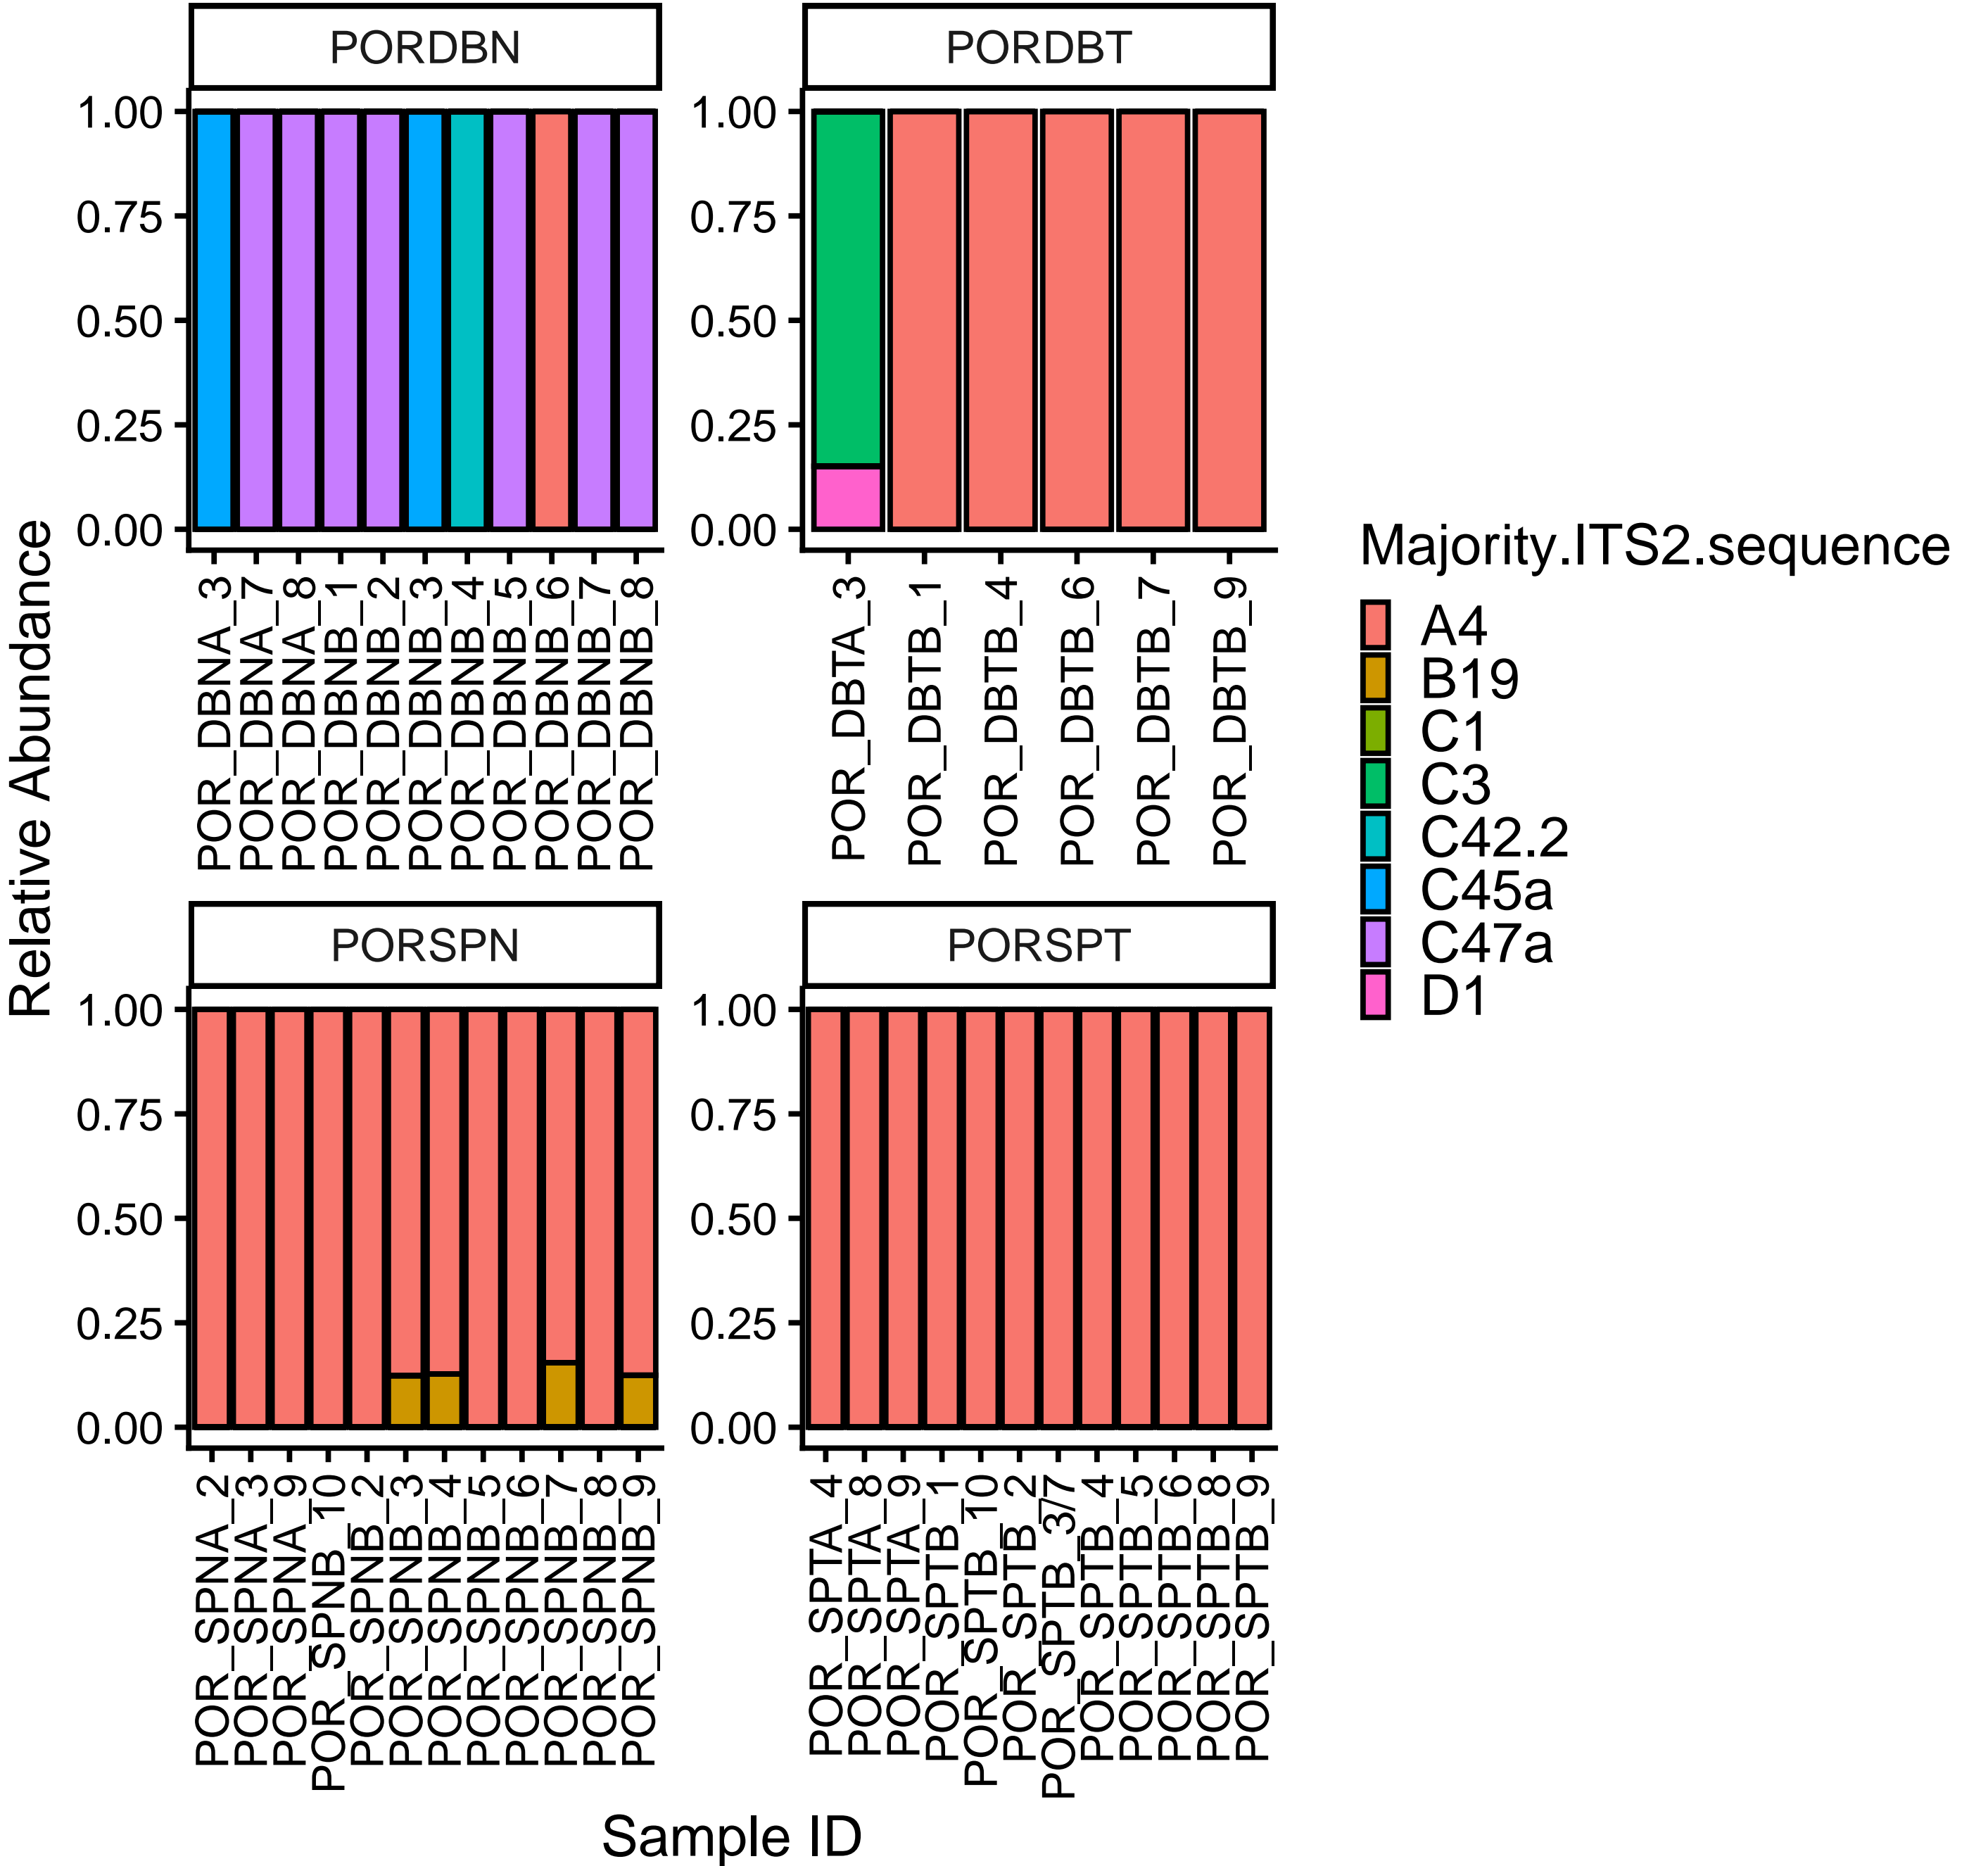 PORDBN
PORDBT
1.00
0.75
0.50
0.25
0.00
1.00
0.75
0.50
0.25
0.00
POR_DBNA_3
POR_DBNA_7
POR_DBNA_8
POR_DBNB_1
POR_DBNB_2
POR_DBNB_3
POR_DBNB_4
POR_DBNB_5
POR_DBNB_6
POR_DBNB_7
POR_DBNB_8
POR_DBTA_3
POR_DBTB_1
POR_DBTB_4
POR_DBTB_6
POR_DBTB_7
POR_DBTB_9
Relative Abundance
PORSPN
PORSPT
1.00
0.75
0.50
0.25
0.00
1.00
0.75
0.50
0.25
0.00
POR_SPNA_2
POR_SPNA_3
POR_SPNA_9
POR_SPNB_10
POR_SPNB_2
POR_SPNB_3
POR_SPNB_4
POR_SPNB_5
POR_SPNB_6
POR_SPNB_7
POR_SPNB_8
POR_SPNB_9
POR_SPTA_4
POR_SPTA_8
POR_SPTA_9
POR_SPTB_1
POR_SPTB_10
POR_SPTB_2
POR_SPTB_3/7
POR_SPTB_4
POR_SPTB_5
POR_SPTB_6
POR_SPTB_8
POR_SPTB_9
Sample ID
Majority.ITS2.sequence
A4
B19
C1
C3
C42.2
C45a
C47a
D1